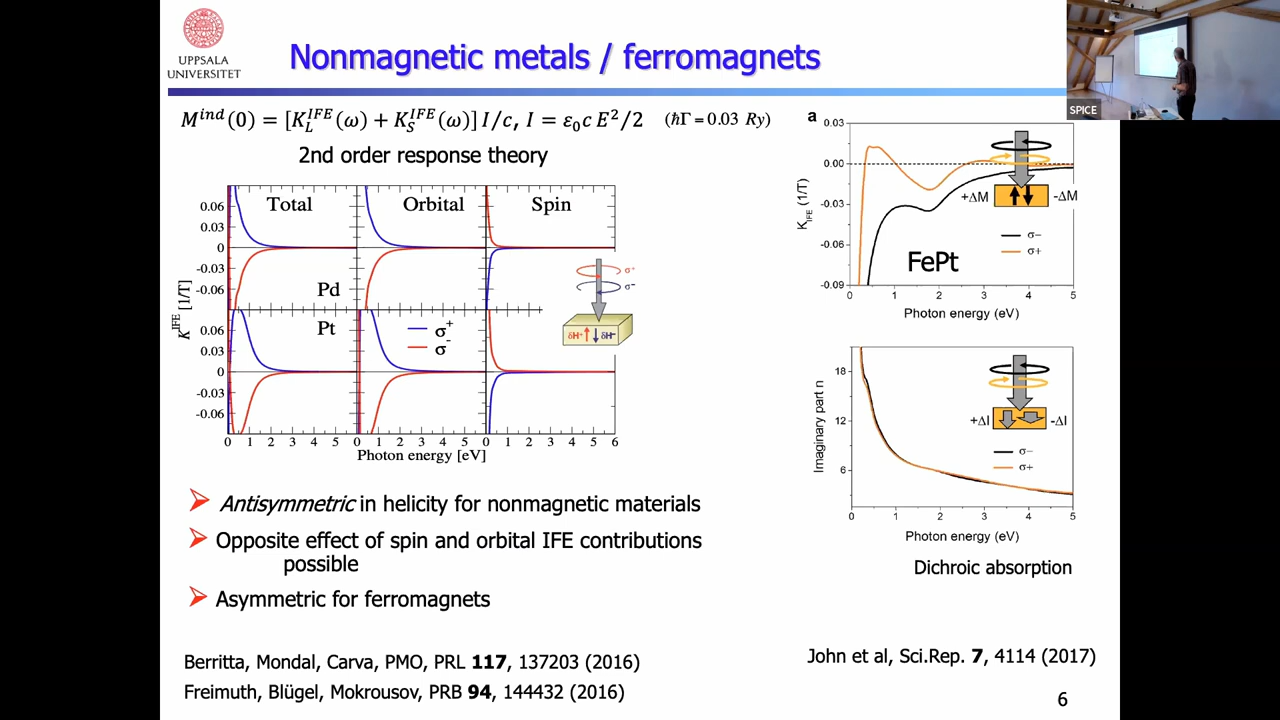 UPPSALA
UNIVERSITET
Nonmagnetic metals / ferromagnets
SPICE
M^{ind}(0) = [K_L^{IFE}(ω) + K_S^{IFE}(ω)] I/c, I = ε₀c E²/2 (ħΓ = 0.03 Ry)
2nd order response theory
Total Orbital Spin
0.06
0.03
0
-0.03
-0.06
Pd
K^{IFE} [1/T]
Pt
0.06
0.03
0
-0.03
-0.06
σ⁺
σ⁻
0 1 2 3 4 5 0 1 2 3 4 5 0 1 2 3 4 5 6
Photon energy [eV]
σ⁺
σ⁻
δH⁺ δH⁻
a
0.03
0.00
-0.03
-0.06
-0.09
K_{IFE} (1/T)
+ΔM -ΔM
σ−
σ+
FePt
0 1 2 3 4 5
Photon energy (eV)
18
12
6
Imaginary part n
+ΔI -ΔI
σ−
σ+
0 1 2 3 4 5
Photon energy (eV)
Dichroic absorption
➢ Antisymmetric in helicity for nonmagnetic materials
➢ Opposite effect of spin and orbital IFE contributions
possible
➢ Asymmetric for ferromagnets
Berritta, Mondal, Carva, PMO, PRL 117, 137203 (2016)
Freimuth, Blügel, Mokrousov, PRB 94, 144432 (2016)
John et al, Sci.Rep. 7, 4114 (2017)
6